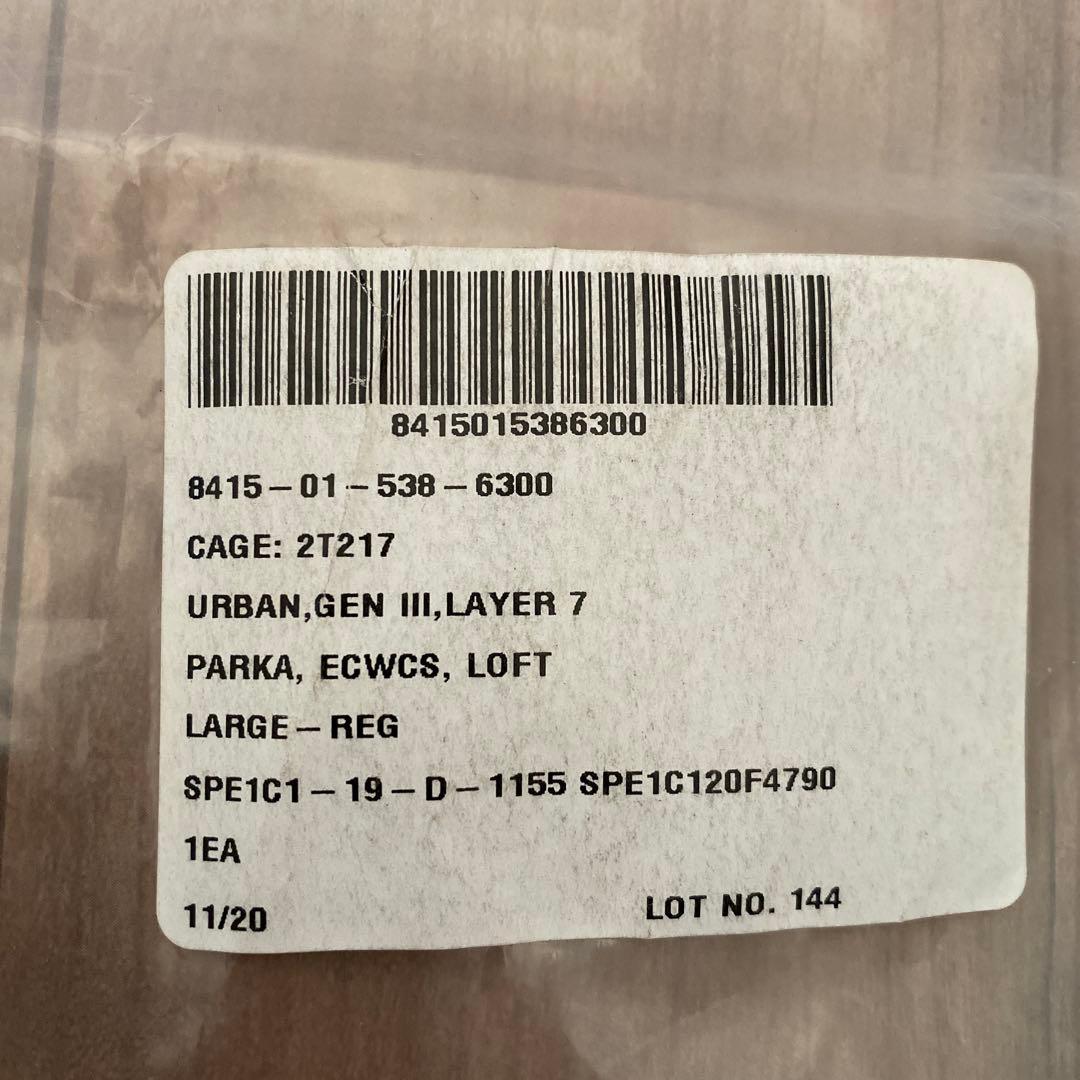 8415015386300
8415-01-538-6300
CAGE: 2T217
URBAN,GEN III,LAYER 7
PARKA, ECWCS, LOFT
LARGE-REG
SPE1C1-19-D-1155 SPE1C120F4790
1EA
11/20 LOT NO. 144